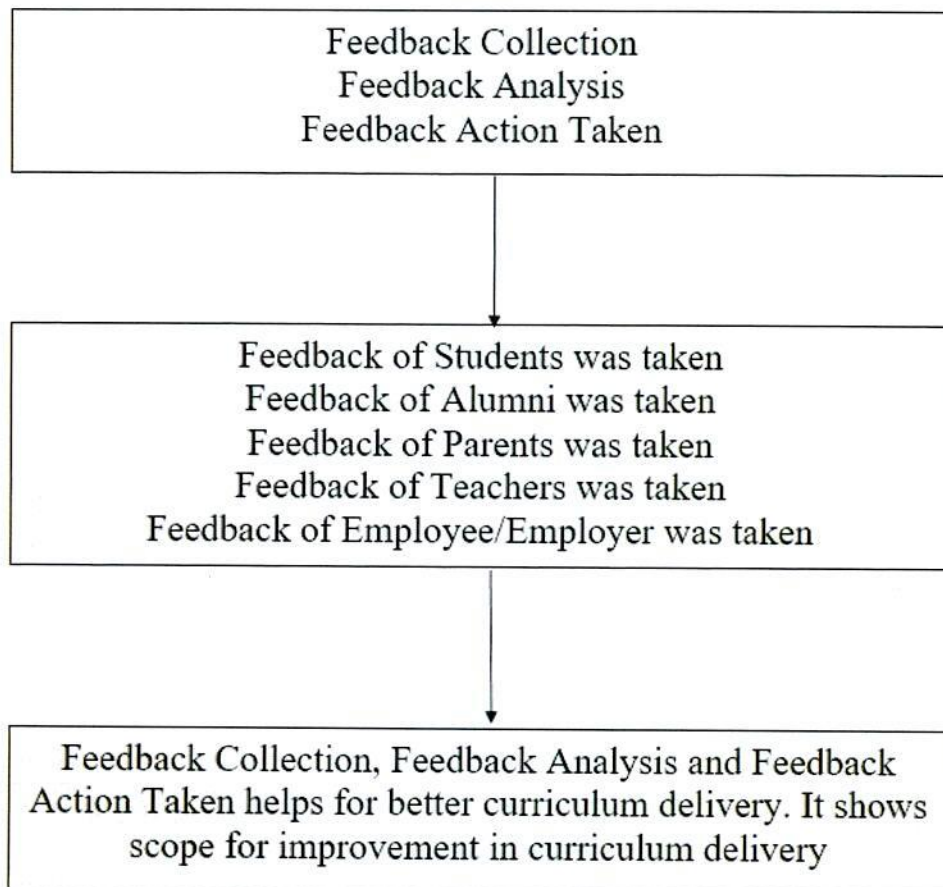 Feedback Collection
Feedback Analysis
Feedback Action Taken
Feedback of Students was taken
Feedback of Alumni was taken
Feedback of Parents was taken
Feedback of Teachers was taken
Feedback of Employee/Employer was taken
Feedback Collection, Feedback Analysis and Feedback
Action Taken helps for better curriculum delivery. It shows
scope for improvement in curriculum delivery